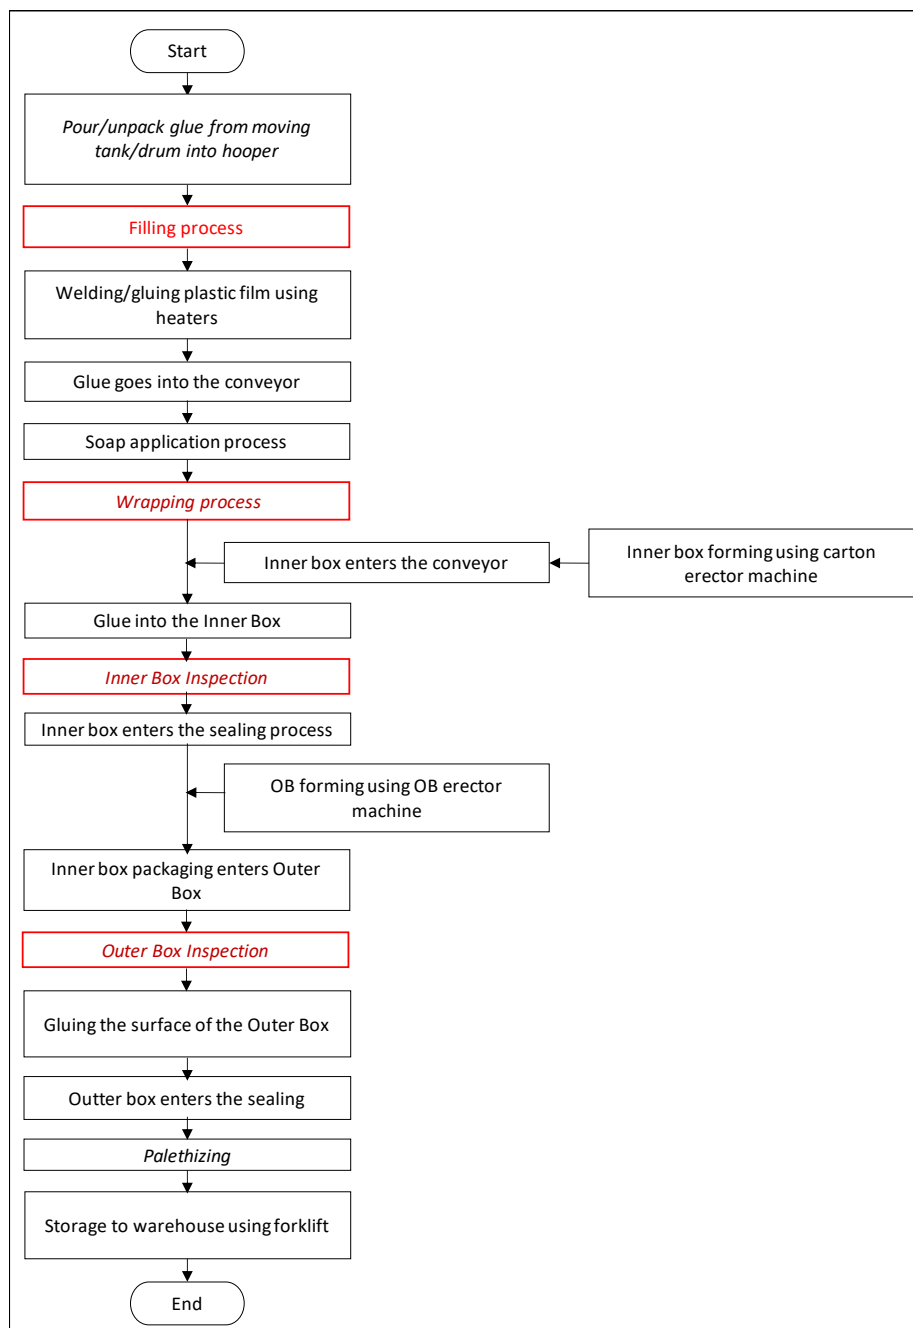 Start
Pour/unpack glue from moving
tank/drum into hooper
Filling process
Welding/gluing plastic film using
heaters
Glue goes into the conveyor
Soap application process
Wrapping process
Inner box enters the conveyor
Inner box forming using carton
erector machine
Glue into the Inner Box
Inner Box Inspection
Inner box enters the sealing process
OB forming using OB erector
machine
Inner box packaging enters Outer
Box
Outer Box Inspection
Gluing the surface of the Outer Box
Outter box enters the sealing
Palethizing
Storage to warehouse using forklift
End